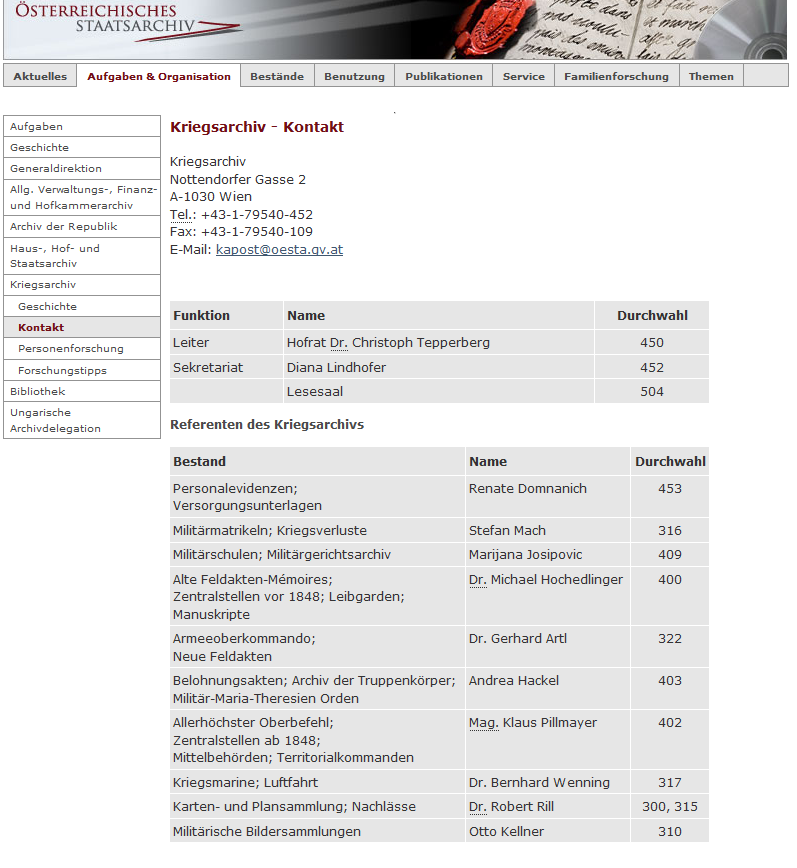 ÖSTERREICHISCHES
STAATSARCHIV
Aktuelles Aufgaben & Organisation Bestände Benutzung Publikationen Service Familienforschung Themen
Aufgaben
Geschichte
Generaldirektion
Allg. Verwaltungs-, Finanz-
und Hofkammerarchiv
Archiv der Republik
Haus-, Hof- und
Staatsarchiv
Kriegsarchiv
Geschichte
Kontakt
Personenforschung
Forschungstipps
Bibliothek
Ungarische
Archivdelegation
Kriegsarchiv - Kontakt
Kriegsarchiv
Nottendorfer Gasse 2
A-1030 Wien
Tel.: +43-1-79540-452
Fax: +43-1-79540-109
E-Mail: kapost@oesta.gv.at
Funktion Name Durchwahl
Leiter Hofrat Dr. Christoph Tepperberg 450
Sekretariat Diana Lindhofer 452
Lesesaal 504
Referenten des Kriegsarchivs
Bestand Name Durchwahl
Personalevidenzen; Renate Domnanich 453
Versorgungsunterlagen
Militärmatrikeln; Kriegsverluste Stefan Mach 316
Militärschulen; Militärgerichtsarchiv Marijana Josipovic 409
Alte Feldakten-Mémoires; Dr. Michael Hochedlinger 400
Zentralstellen vor 1848; Leibgarden;
Manuskripte
Armeeoberkommando; Dr. Gerhard Artl 322
Neue Feldakten
Belohnungsakten; Archiv der Truppenkörper; Andrea Hackel 403
Militär-Maria-Theresien Orden
Allerhöchster Oberbefehl; Mag. Klaus Pillmayer 402
Zentralstellen ab 1848;
Mittelbehörden; Territorialkommanden
Kriegsmarine; Luftfahrt Dr. Bernhard Wenning 317
Karten- und Plansammlung; Nachlässe Dr. Robert Rill 300, 315
Militärische Bildersammlungen Otto Kellner 310